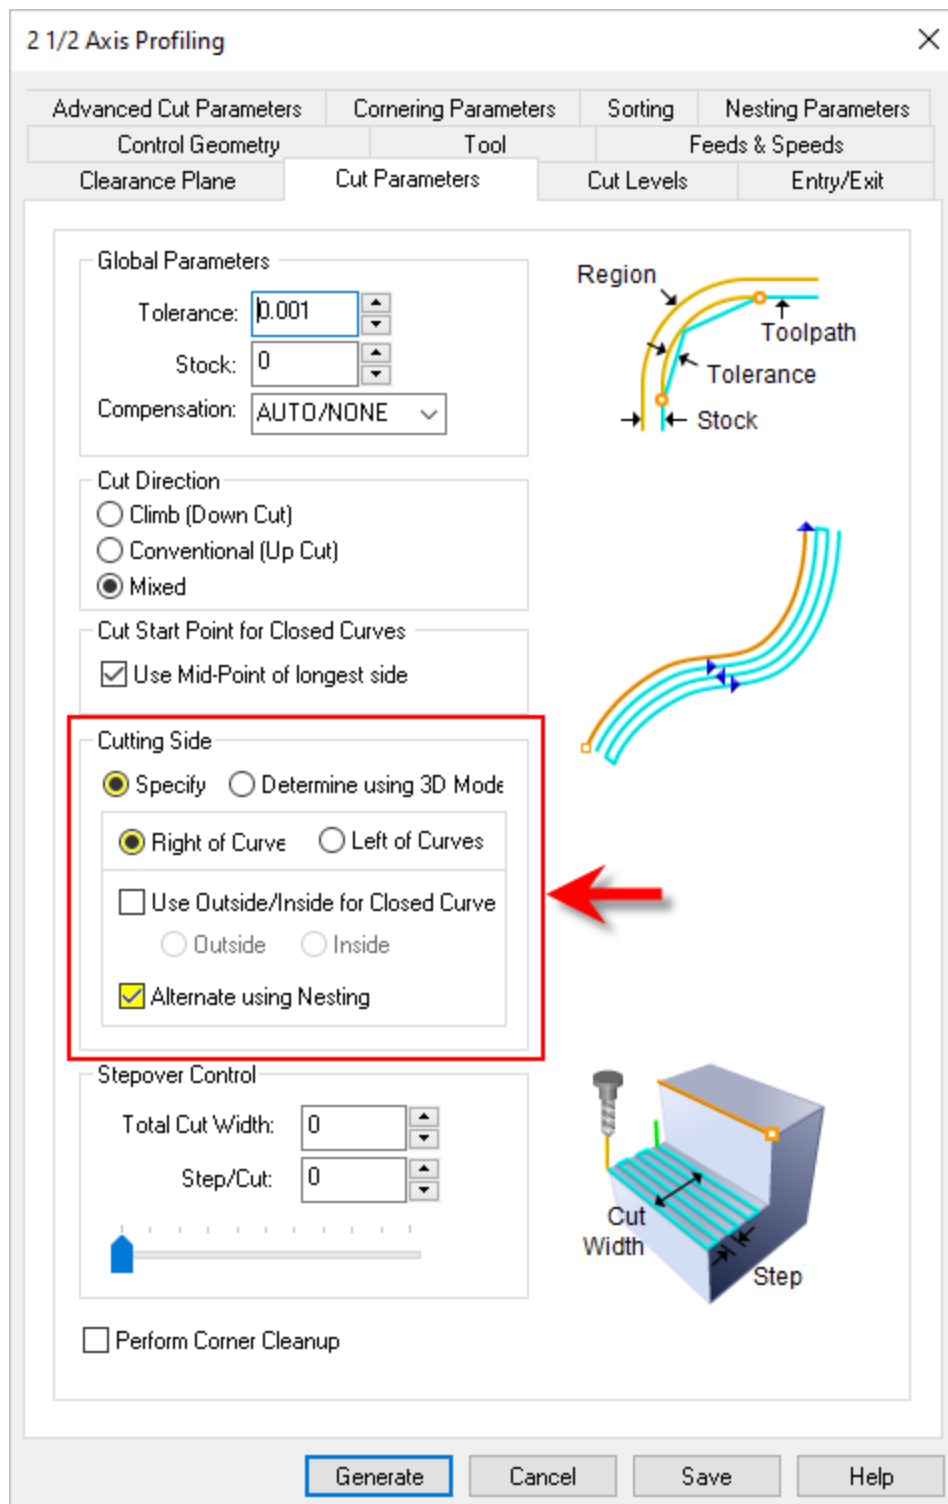 2 1/2 Axis Profiling
Advanced Cut Parameters Cornering Parameters Sorting Nesting Parameters
Control Geometry Tool Feeds & Speeds
Clearance Plane Cut Parameters Cut Levels Entry/Exit
Global Parameters
Tolerance: 0.001
Stock: 0
Compensation: AUTO/NONE
Region
Toolpath
Tolerance
Stock
Cut Direction
Climb (Down Cut)
Conventional (Up Cut)
Mixed
Cut Start Point for Closed Curves
Use Mid-Point of longest side
Cutting Side
Specify Determine using 3D Mode
Right of Curve Left of Curves
Use Outside/Inside for Closed Curve
Outside Inside
Alternate using Nesting
Stepover Control
Total Cut Width: 0
Step/Cut: 0
Cut
Width
Step
Perform Corner Cleanup
Generate Cancel Save Help